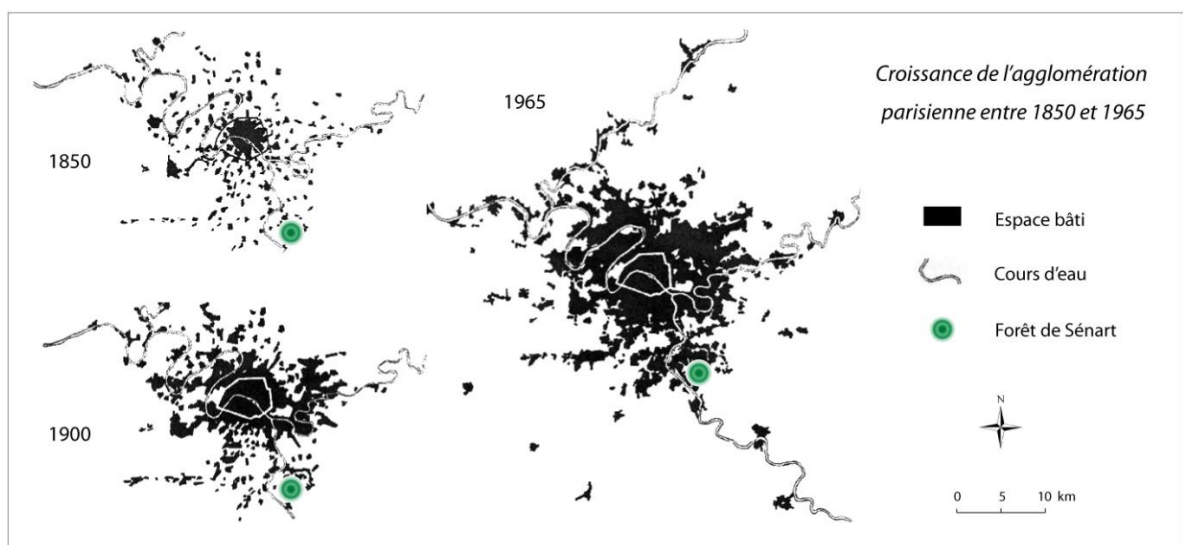 Croissance de l'agglomération
parisienne entre 1850 et 1965
1850
1965
1900
Espace bâti
Cours d'eau
Forêt de Sénart
N
0 5 10 km